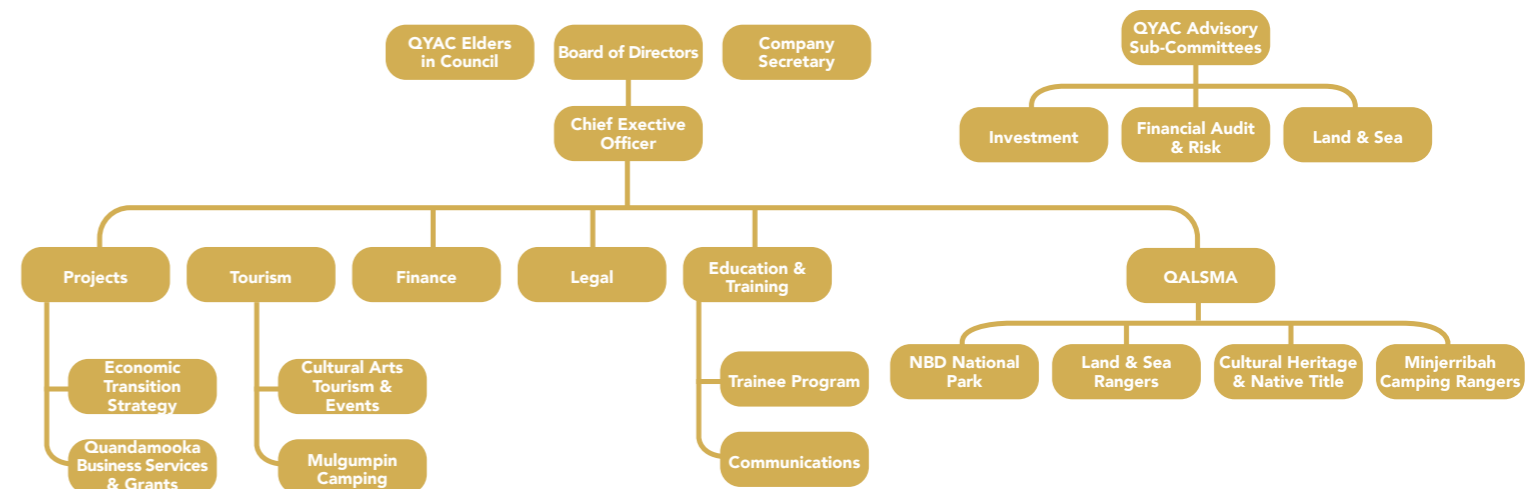 QYAC Elders
in Council
Board of Directors
Company
Secretary
QYAC Advisory
Sub-Committees
Chief Exective
Officer
Investment
Financial Audit
& Risk
Land & Sea
Projects
Tourism
Finance
Legal
Education &
Training
QALSMA
Economic
Transition
Strategy
Cultural Arts
Tourism &
Events
Trainee Program
NBD National
Park
Land & Sea
Rangers
Cultural Heritage
& Native Title
Minjerribah
Camping Rangers
Quandamooka
Business Services
& Grants
Mulgumpin
Camping
Communications